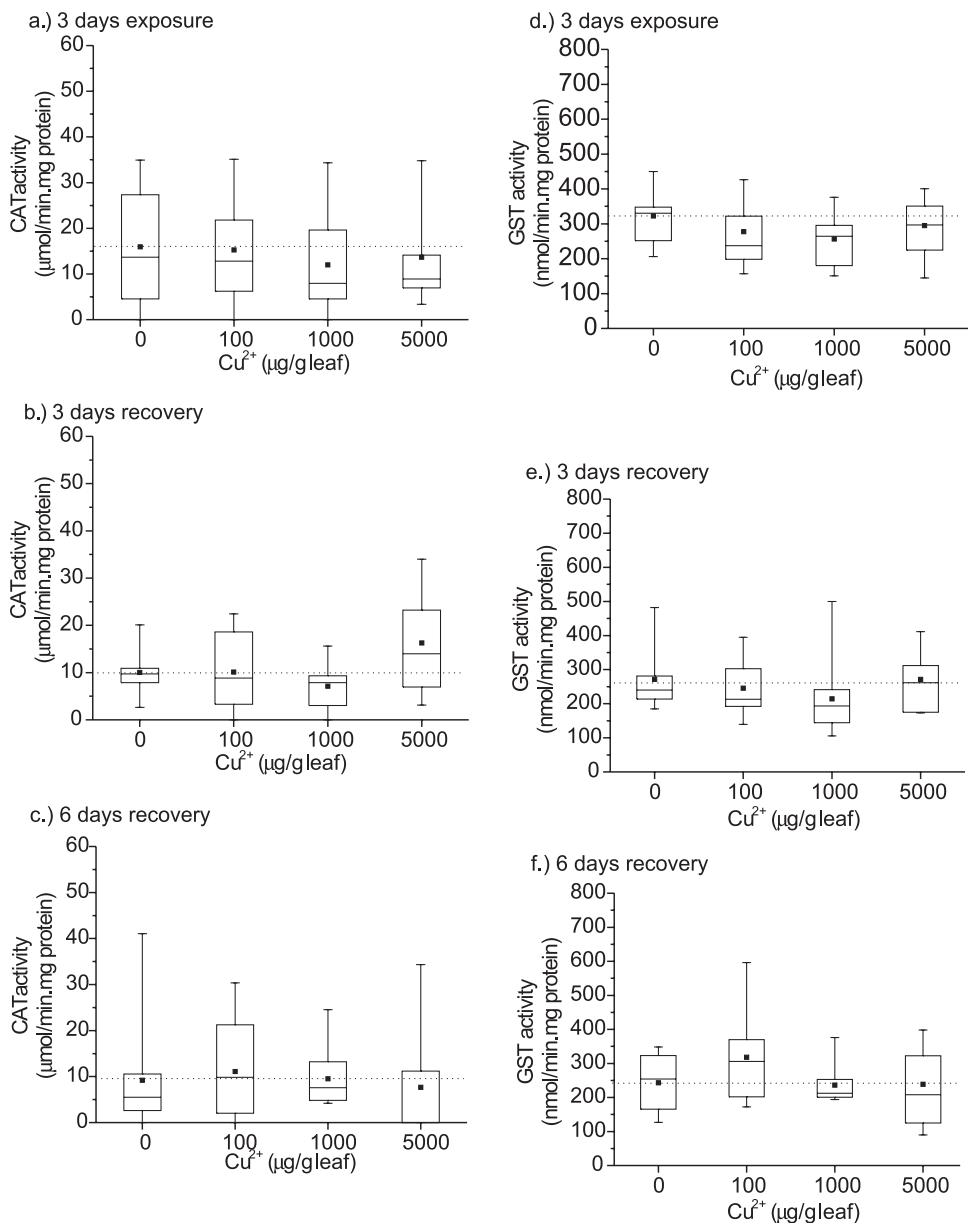 a.) 3 days exposure
60
50
40
30
20
10
0
CATactivity
(µmol/min.mg protein)
0 100 1000 5000
Cu2+ (µg/gleaf)
b.) 3 days recovery
60
50
40
30
20
10
0
CATactivity
(µmol/min.mg protein)
0 100 1000 5000
Cu2+ (µg/gleaf)
c.) 6 days recovery
60
50
40
30
20
10
0
CATactivity
(µmol/min.mg protein)
0 100 1000 5000
Cu2+ (µg/gleaf)
d.) 3 days exposure
800
700
600
500
400
300
200
100
0
GST activity
(nmol/min.mg protein)
0 100 1000 5000
Cu2+ (µg/gleaf)
e.) 3 days recovery
800
700
600
500
400
300
200
100
0
GST activity
(nmol/min.mg protein)
0 100 1000 5000
Cu2+ (µg/gleaf)
f.) 6 days recovery
800
700
600
500
400
300
200
100
0
GST activity
(nmol/min.mg protein)
0 100 1000 5000
Cu2+ (µg/gleaf)